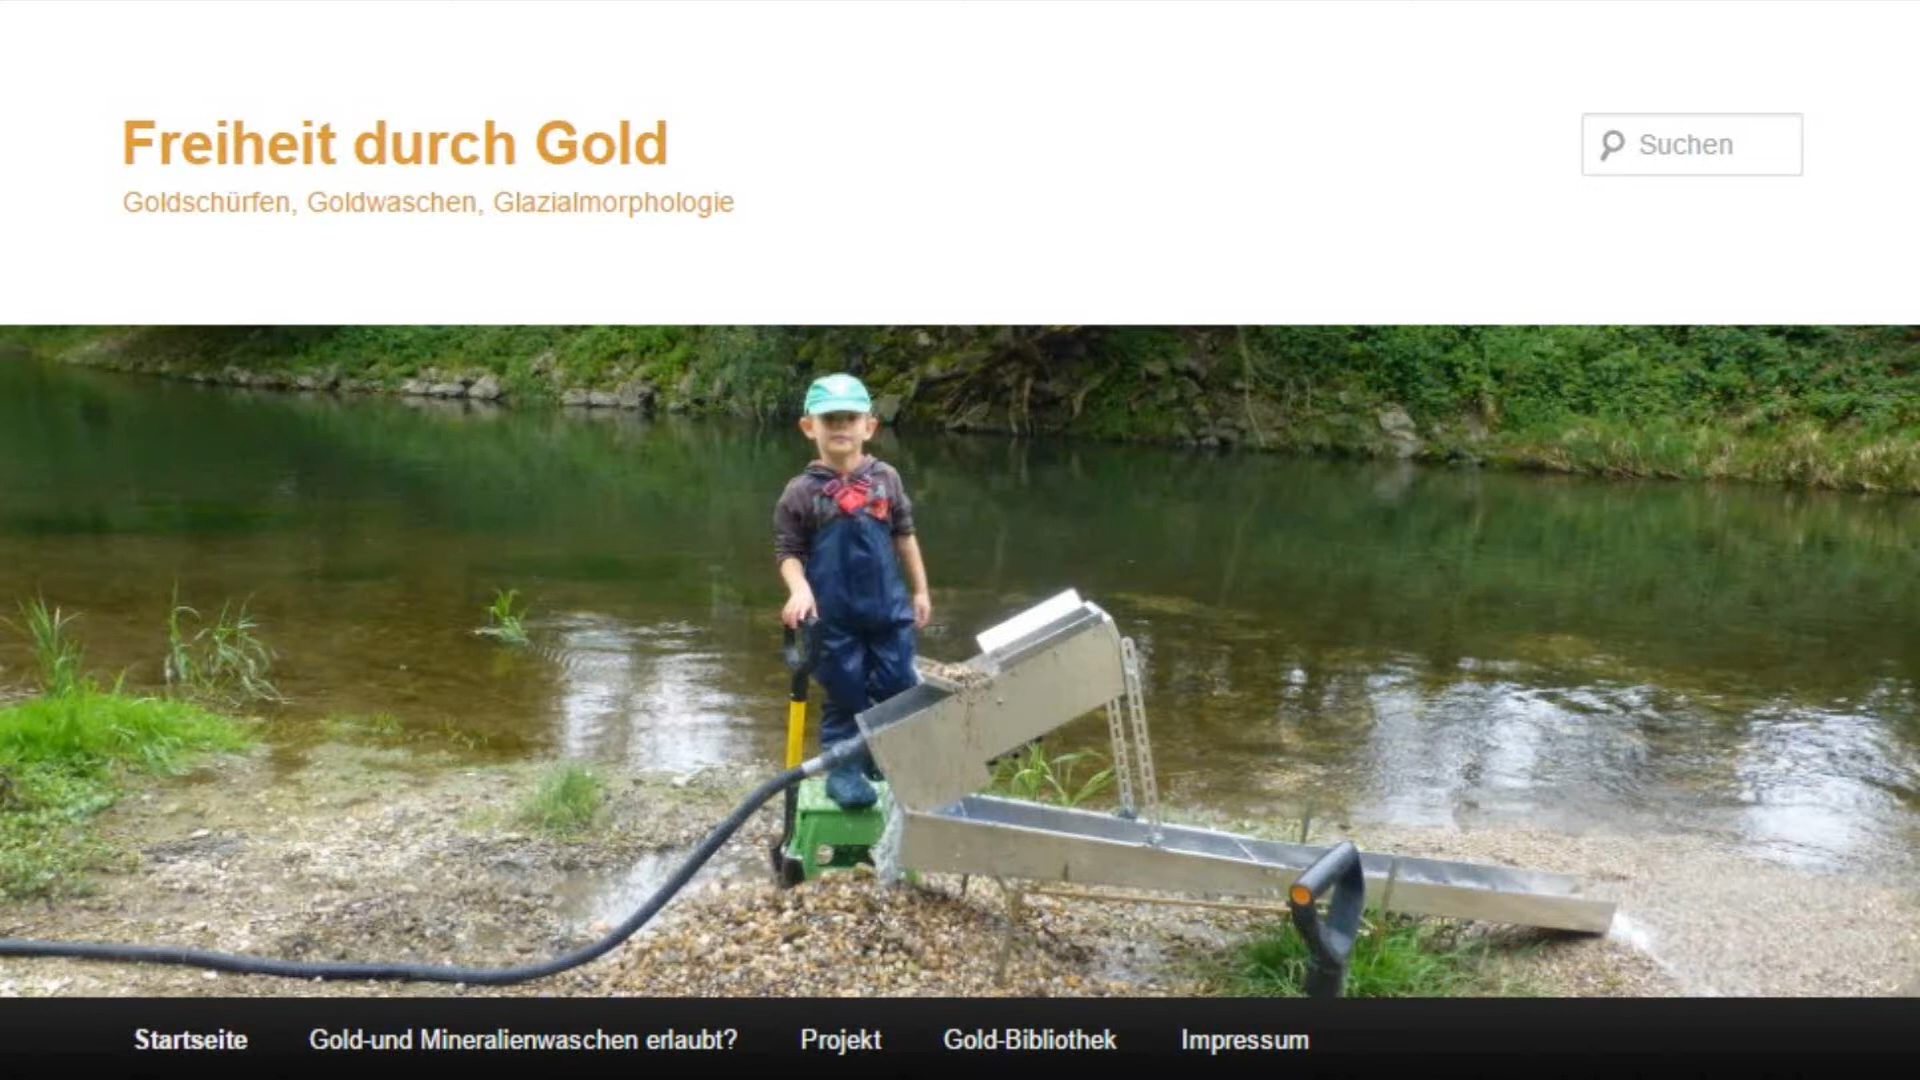 Freiheit durch Gold
Suchen
Goldschürfen, Goldwaschen, Glazialmorphologie
Startseite
Gold-und Mineralienwaschen erlaubt?
Projekt
Gold-Bibliothek
Impressum